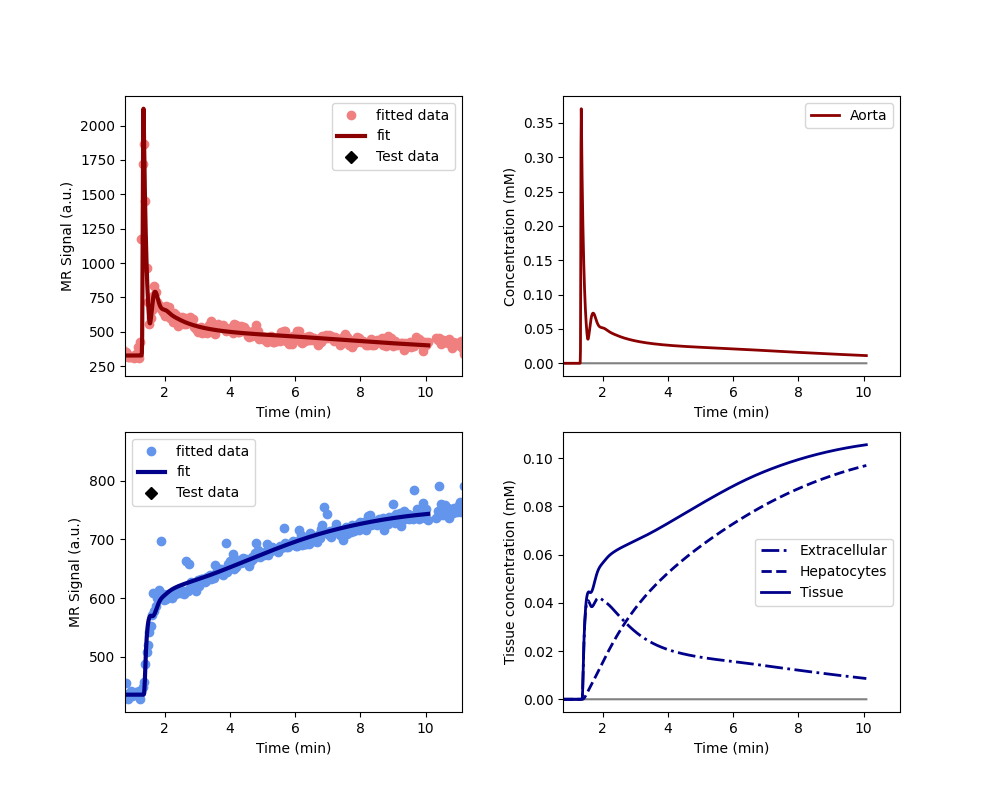 MR Signal (a.u.)
2000
1750
1500
1250
1000
750
500
250
fitted data
fit
Test data
2 4 6 8 10
Time (min)
Concentration (mM)
0.35
0.30
0.25
0.20
0.15
0.10
0.05
0.00
Aorta
2 4 6 8 10
Time (min)
MR Signal (a.u.)
800
700
600
500
fitted data
fit
Test data
2 4 6 8 10
Time (min)
Tissue concentration (mM)
0.10
0.08
0.06
0.04
0.02
0.00
Extracellular
Hepatocytes
Tissue
2 4 6 8 10
Time (min)